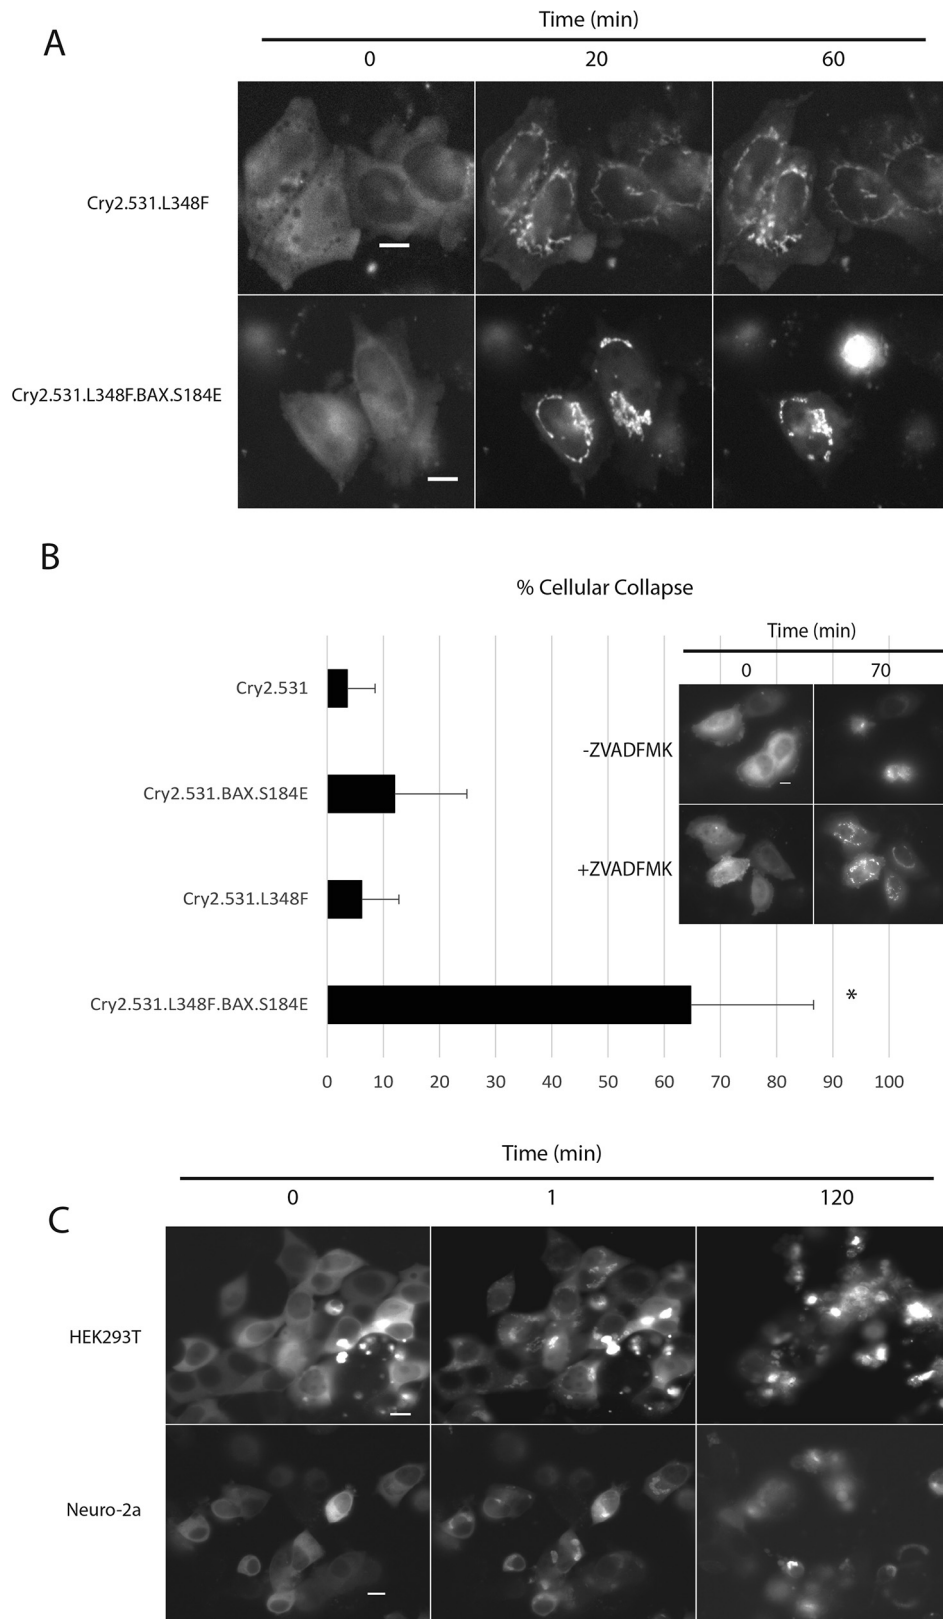 A
Time (min)
0 20 60
Cry2.531.L348F
Cry2.531.L348F.BAX.S184E
B
% Cellular Collapse
Time (min)
0 70
Cry2.531
-ZVADFMK
Cry2.531.BAX.S184E
+ZVADFMK
Cry2.531.L348F
Cry2.531.L348F.BAX.S184E
*
0 10 20 30 40 50 60 70 80 90 100
Time (min)
0 1 120
C
HEK293T
Neuro-2a